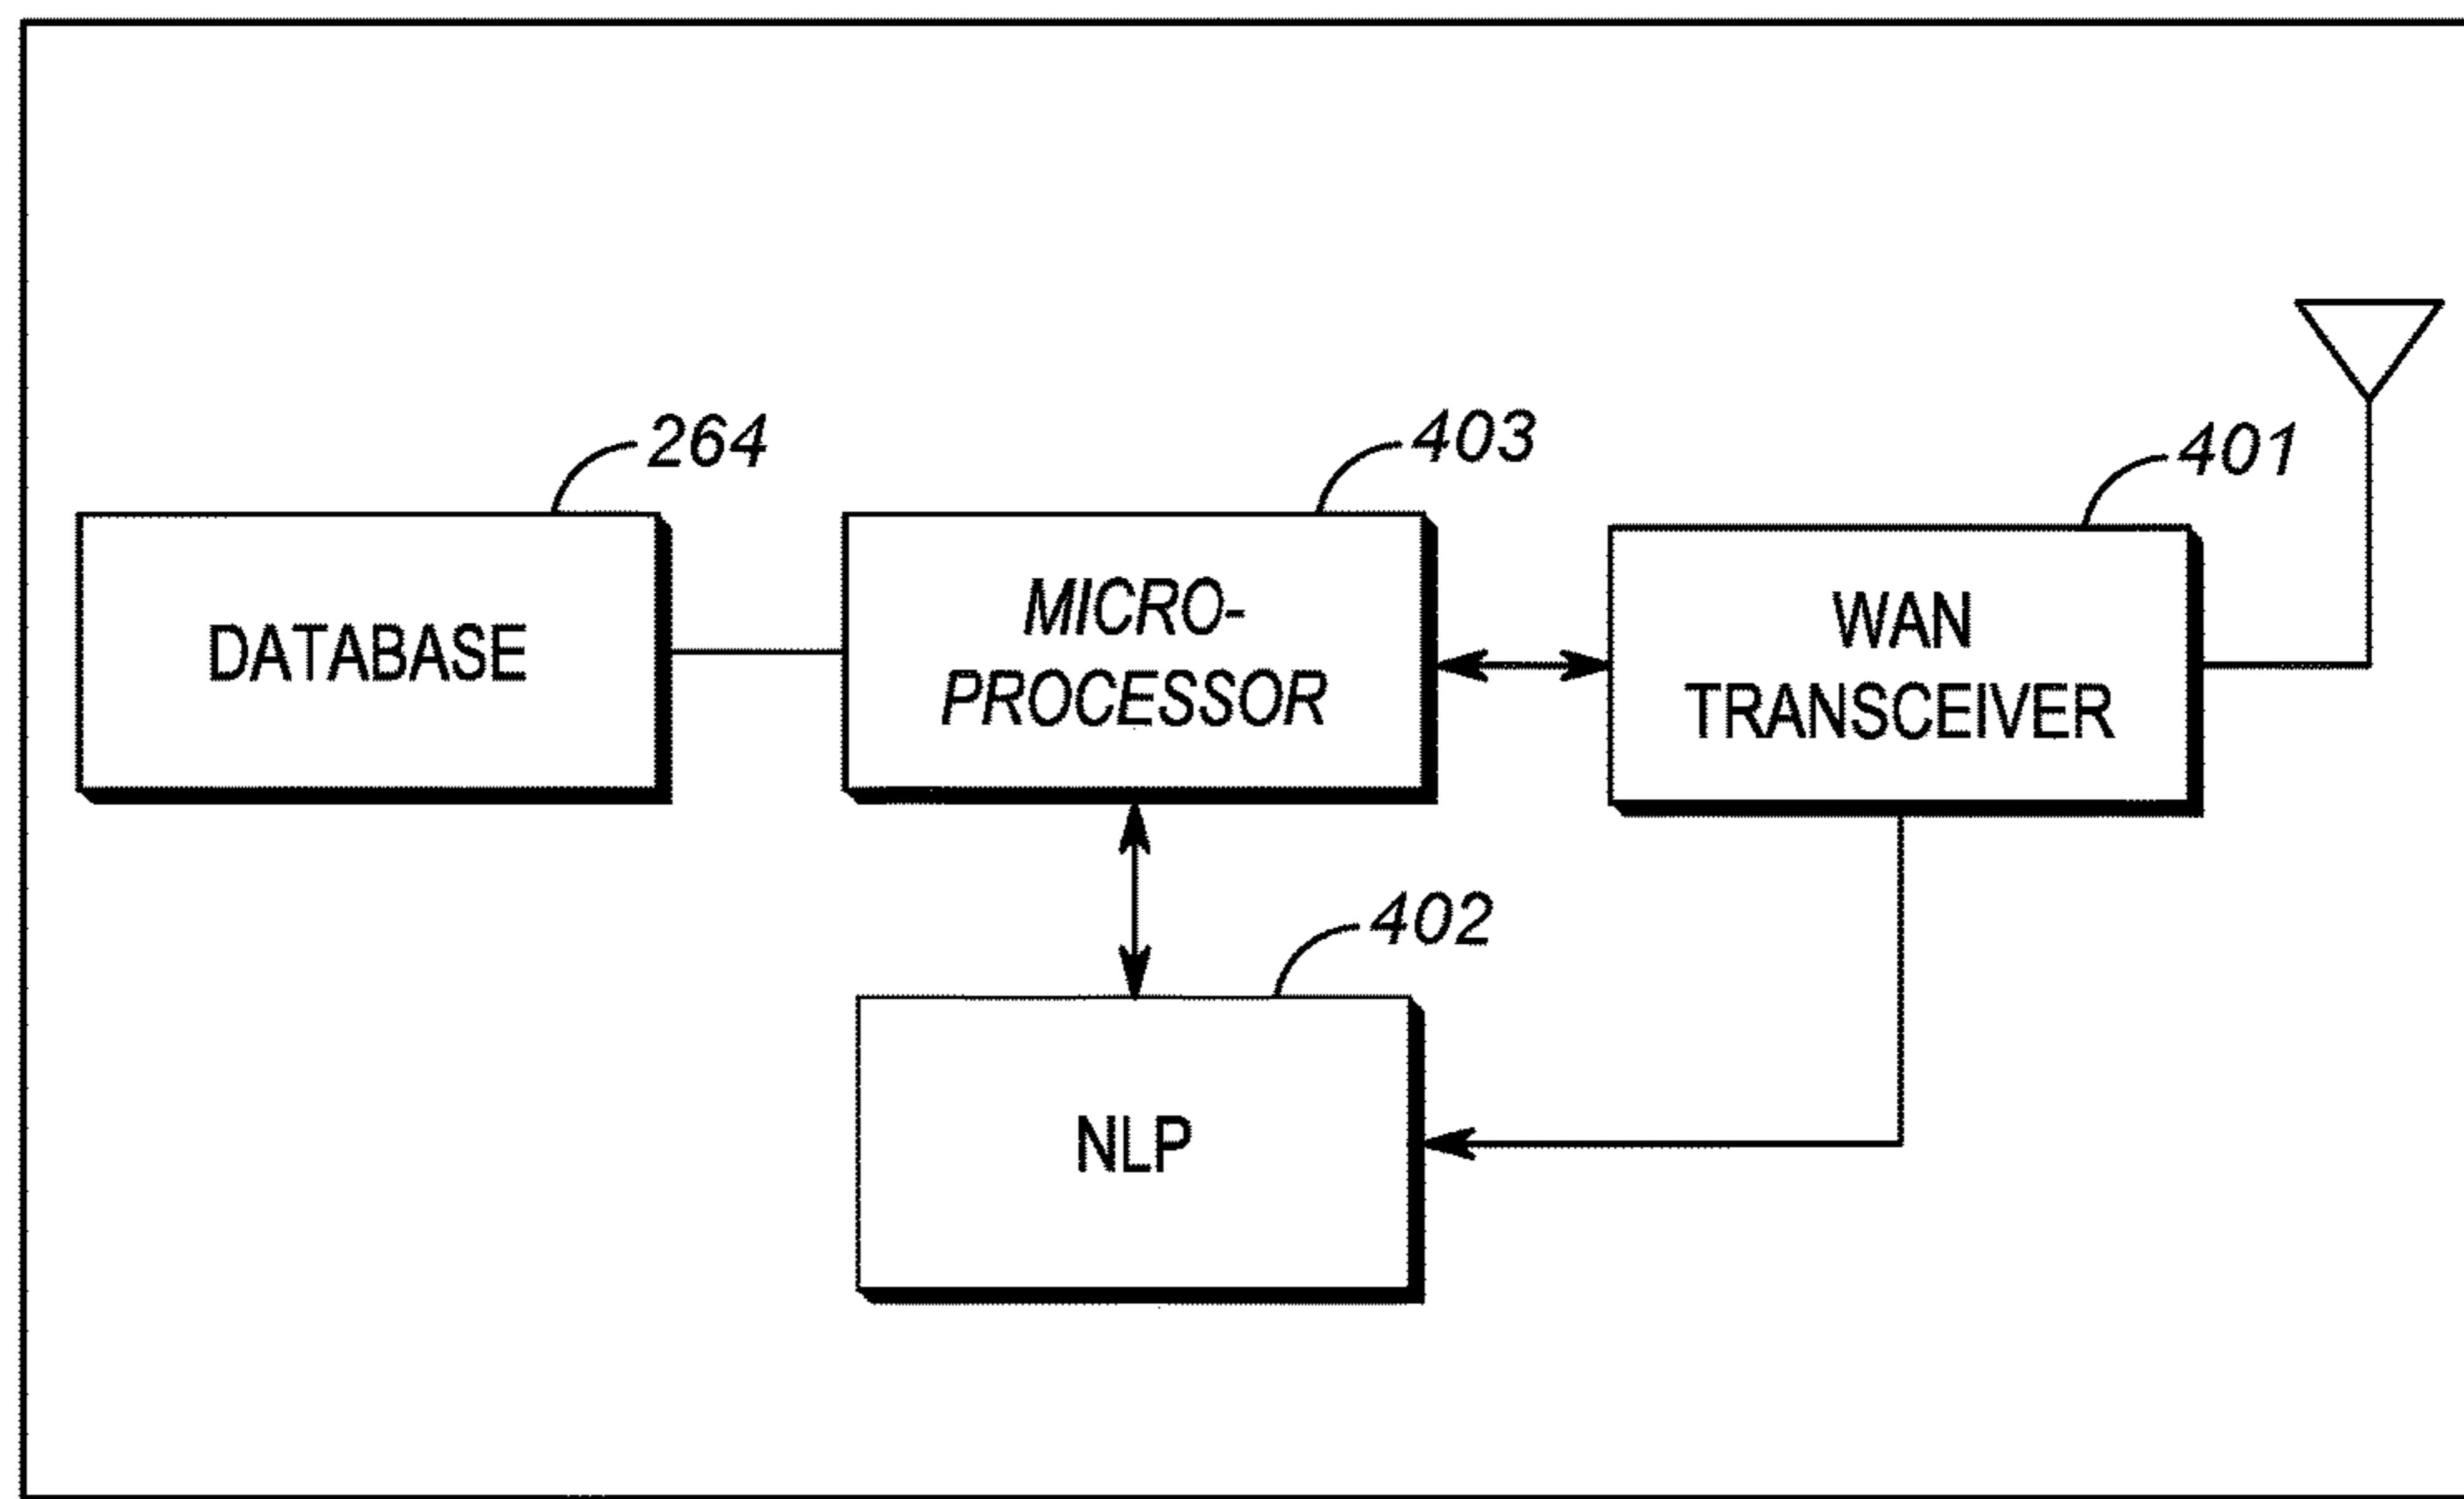 264
403
401
DATABASE
MICRO-
PROCESSOR
WAN
TRANSCEIVER
402
NLP